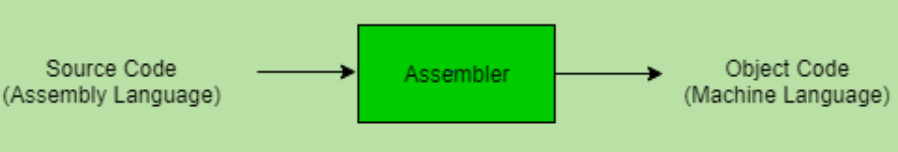 Source Code
(Assembly Language)
Assembler
Object Code
(Machine Language)